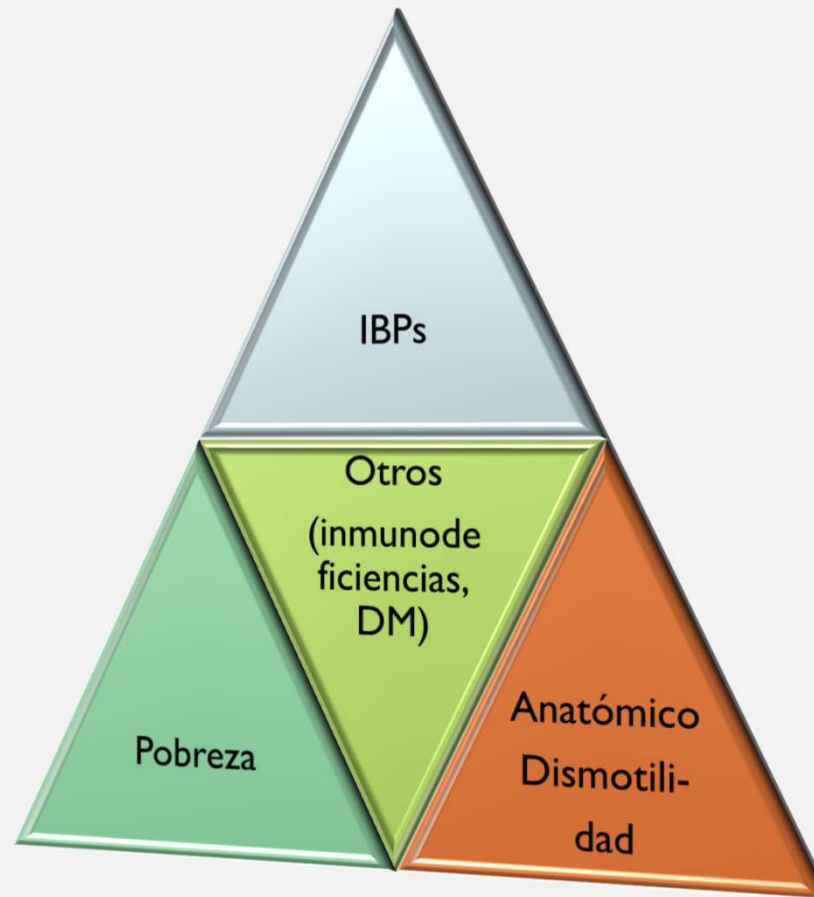 IBPs
Otros
(inmunode
ficiencias,
DM)
Pobreza
Anatómico
Dismotili-
dad